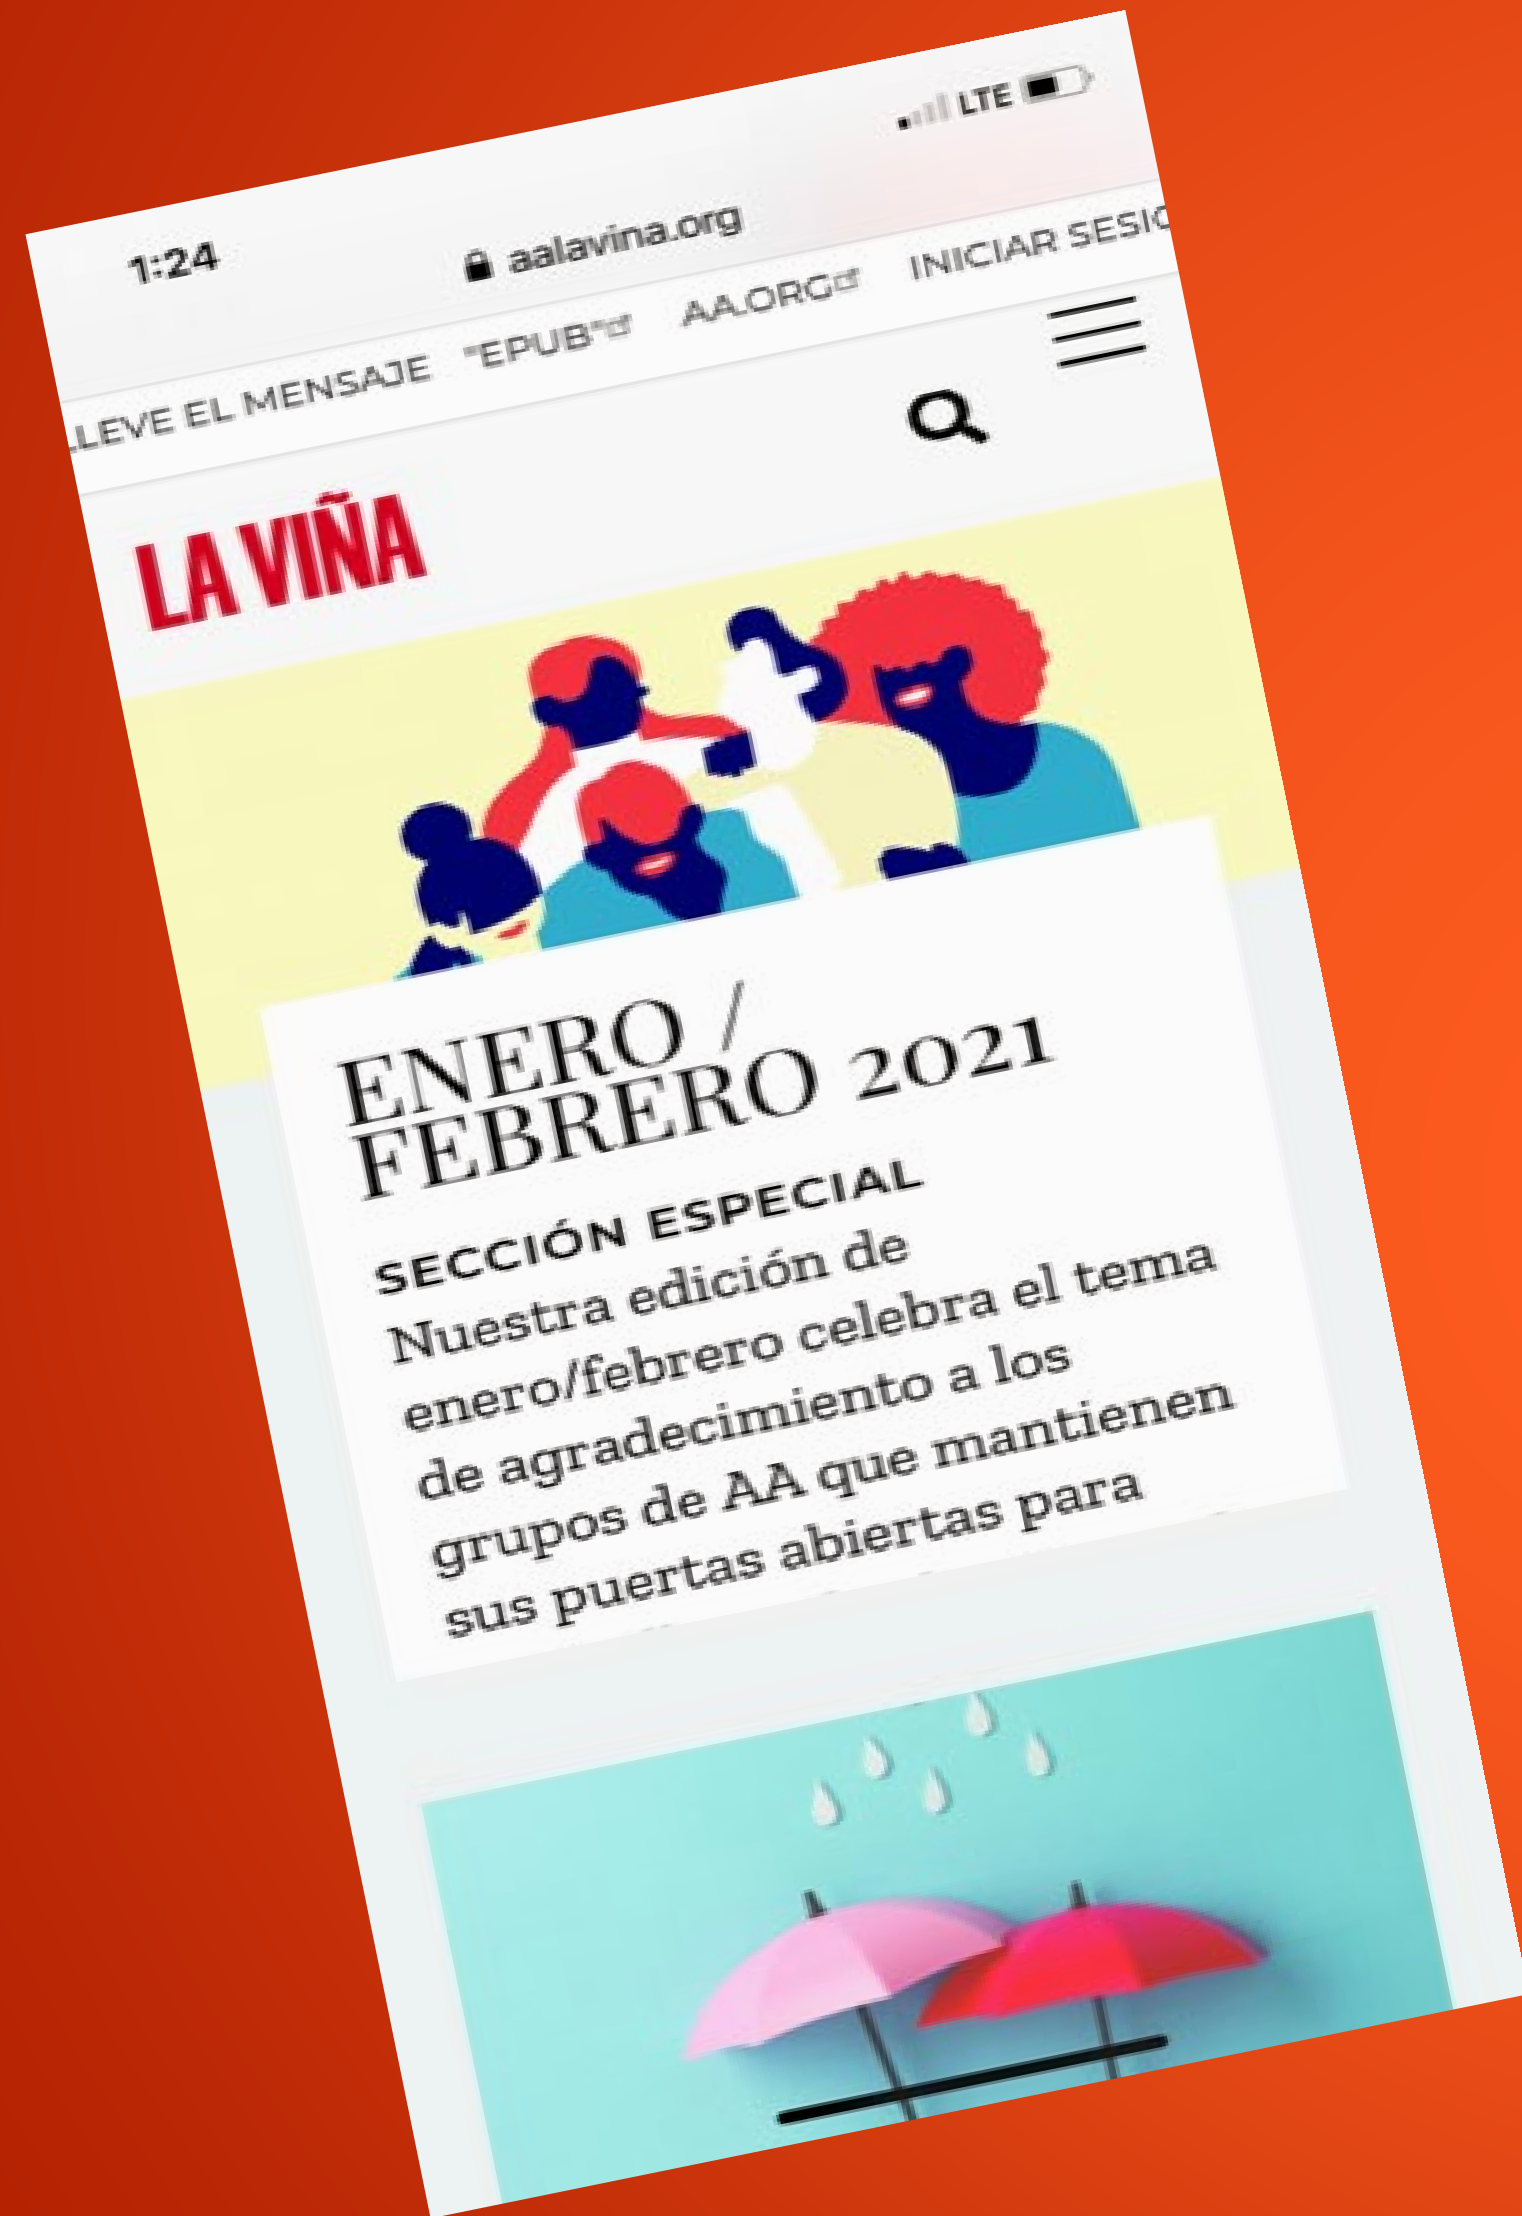 1:24
aalavina.org
LTE
LLEVE EL MENSAJE "EPUB" AA.ORG INICIAR SESIO
LA VIÑA
ENERO /
FEBRERO 2021
SECCIÓN ESPECIAL
Nuestra edición de
enero/febrero celebra el tema
de agradecimiento a los
grupos de AA que mantienen
sus puertas abiertas para